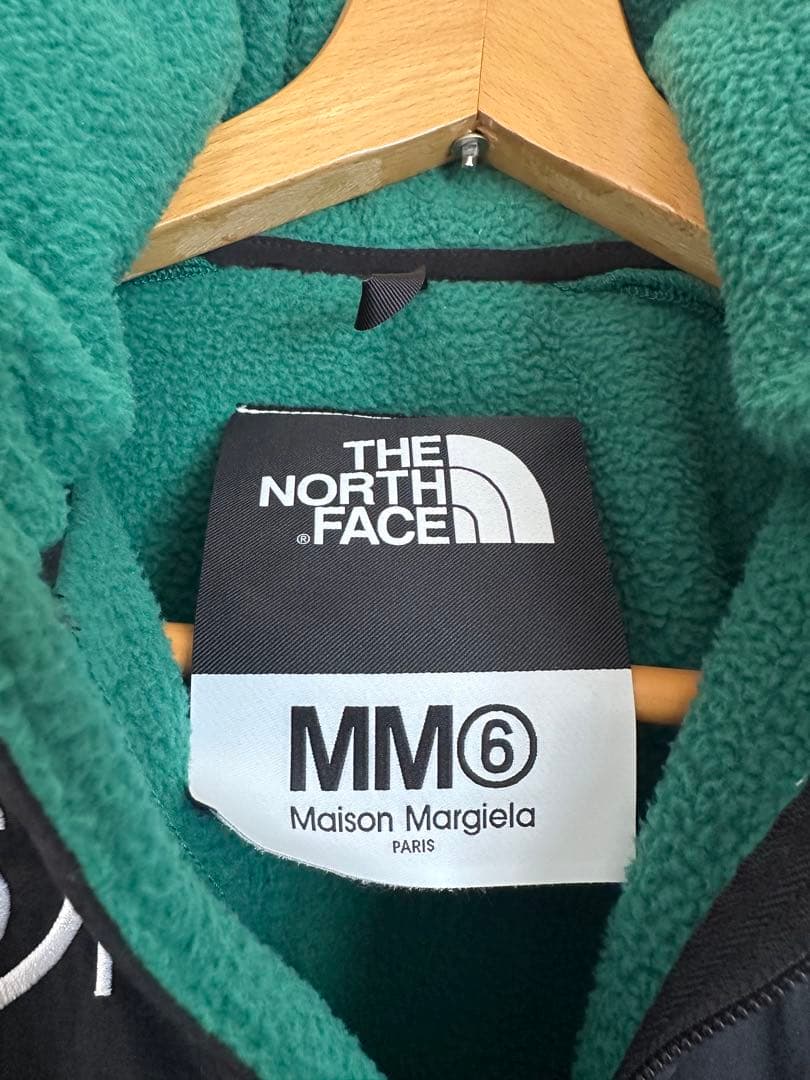 THE
NORTH
® FACE
MM⑥
Maison Margiela
PARIS